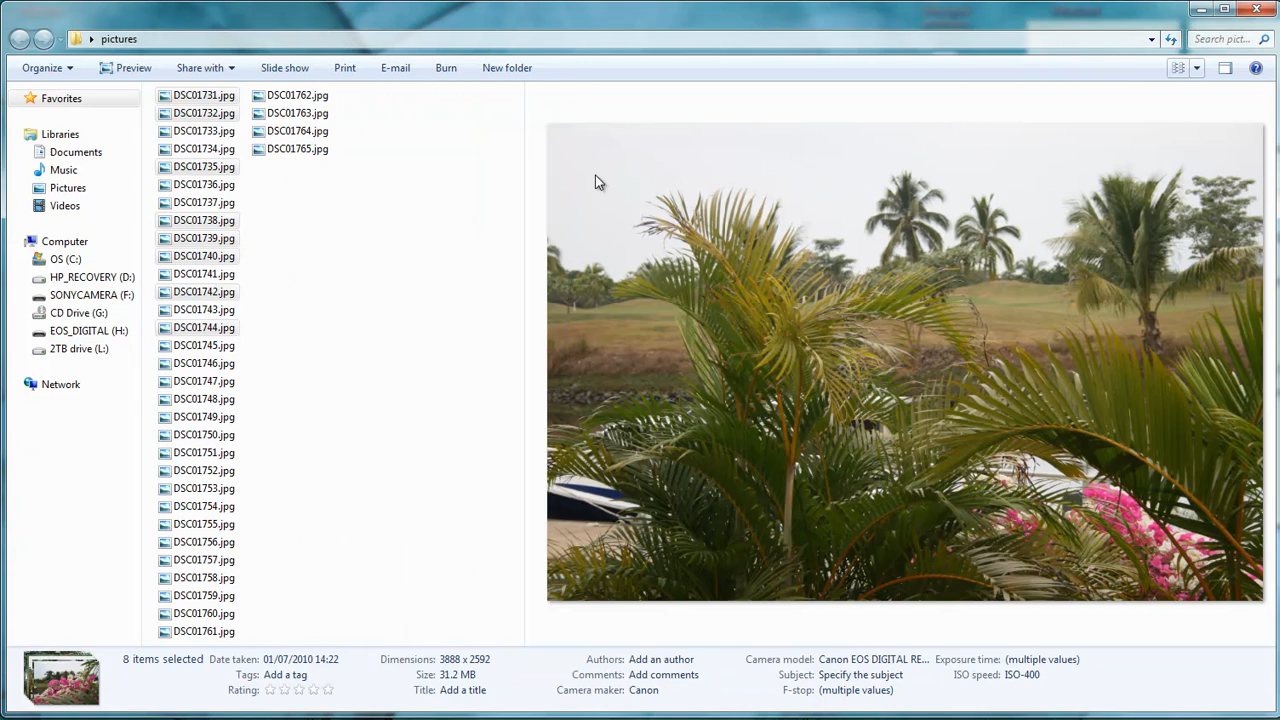 pictures
Search pict...
Organize Preview Share with Slide show Print E-mail Burn New folder
Favorites
Libraries
Documents
Music
Pictures
Videos
Computer
OS (C:)
HP_RECOVERY (D:)
SONYCAMERA (F:)
CD Drive (G:)
EOS_DIGITAL (H:)
2TB drive (L:)
Network
DSC01731.jpg
DSC01732.jpg
DSC01733.jpg
DSC01734.jpg
DSC01735.jpg
DSC01736.jpg
DSC01737.jpg
DSC01738.jpg
DSC01739.jpg
DSC01740.jpg
DSC01741.jpg
DSC01742.jpg
DSC01743.jpg
DSC01744.jpg
DSC01745.jpg
DSC01746.jpg
DSC01747.jpg
DSC01748.jpg
DSC01749.jpg
DSC01750.jpg
DSC01751.jpg
DSC01752.jpg
DSC01753.jpg
DSC01754.jpg
DSC01755.jpg
DSC01756.jpg
DSC01757.jpg
DSC01758.jpg
DSC01759.jpg
DSC01760.jpg
DSC01761.jpg
DSC01762.jpg
DSC01763.jpg
DSC01764.jpg
DSC01765.jpg
8 items selected Date taken: 01/07/2010 14:22 Dimensions: 3888 x 2592 Authors: Add an author Camera model: Canon EOS DIGITAL RE... Exposure time: (multiple values)
Tags: Add a tag Size: 31.2 MB Comments: Add comments Subject: Specify the subject ISO speed: ISO-400
Rating: Title: Add a title Camera maker: Canon F-stop: (multiple values)